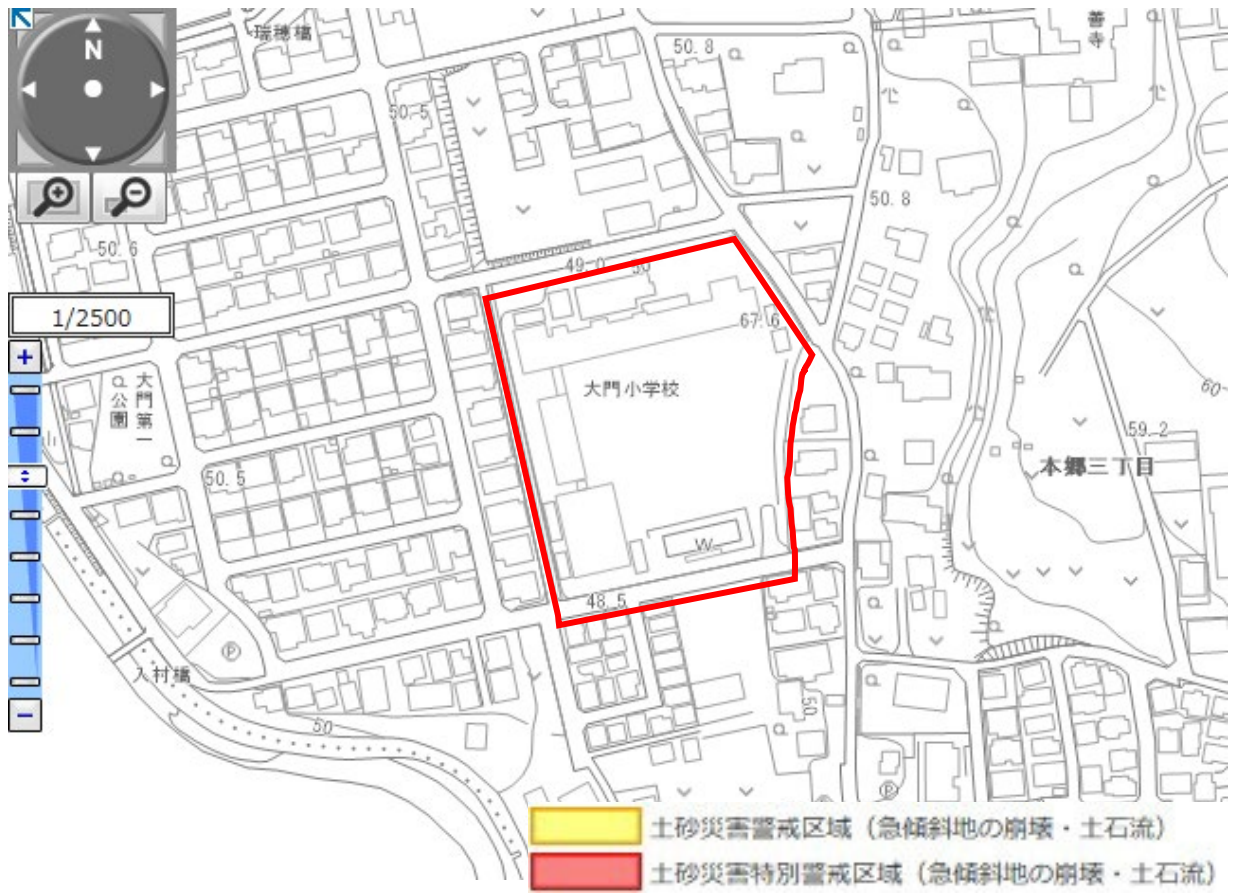 N
瑞穂橋
善寺
50.8
50.5
50.8
50.6
49.0
50
1/2500
67.6
大門小学校
大門第一
公園
60
59.2
本郷三丁目
50.5
W
48.5
P
入村橋
50
50
P
土砂災害警戒区域（急傾斜地の崩壊・土石流）
土砂災害特別警戒区域（急傾斜地の崩壊・土石流）